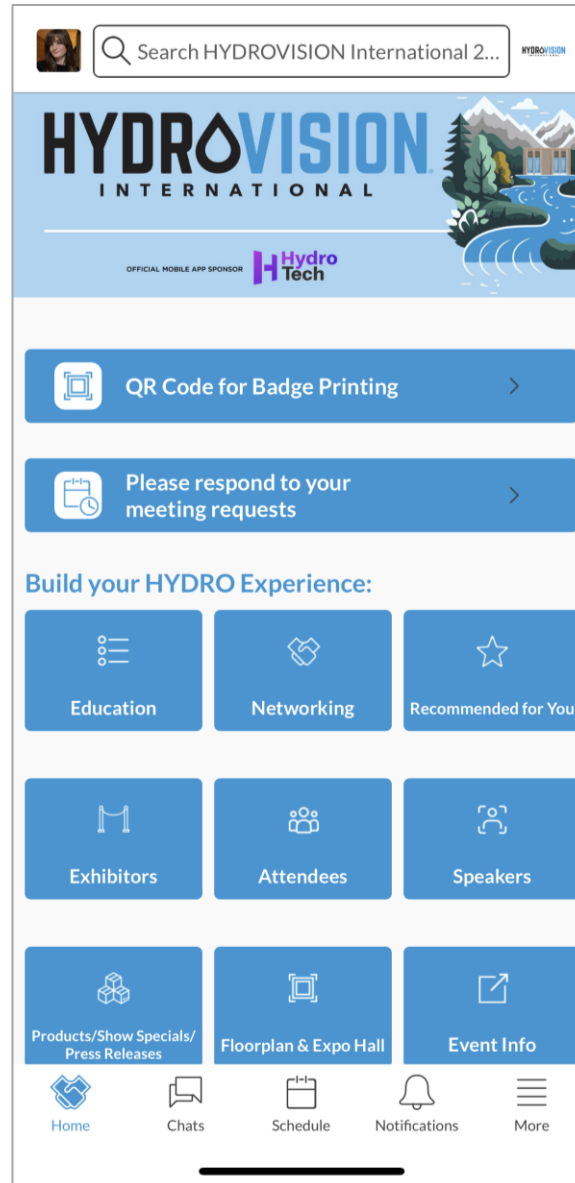 Search HYDROVISION International 2...
HYDROVISION
INTERNATIONAL
HYDROVISION
INTERNATIONAL
OFFICIAL MOBILE APP SPONSOR
Hydro
Tech
QR Code for Badge Printing
Please respond to your
meeting requests
Build your HYDRO Experience:
Education
Networking
Recommended for You
Exhibitors
Attendees
Speakers
Products/Show Specials/
Press Releases
Floorplan & Expo Hall
Event Info
Home
Chats
Schedule
Notifications
More